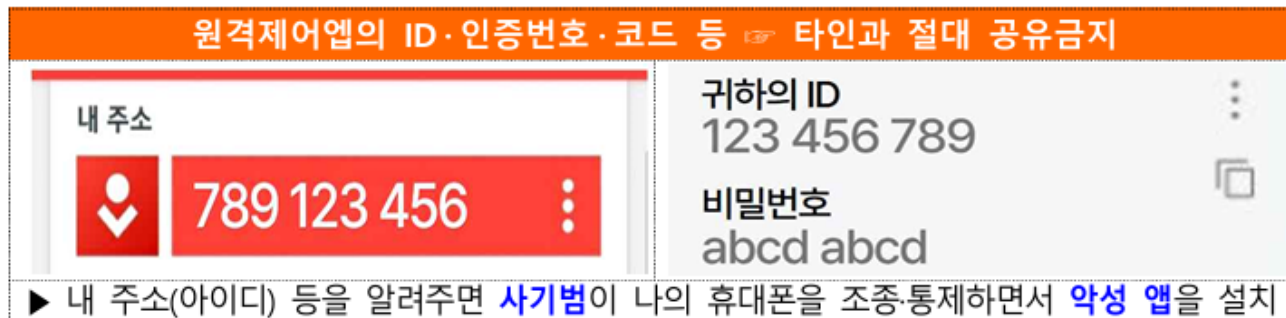 원격제어엡의 ID·인증번호·코드 등 ☞ 타인과 절대 공유금지
내 주소
789 123 456
귀하의 ID
123 456 789
비밀번호
abcd abcd
▶ 내 주소(아이디) 등을 알려주면 사기범이 나의 휴대폰을 조종·통제하면서 악성 앱을 설치